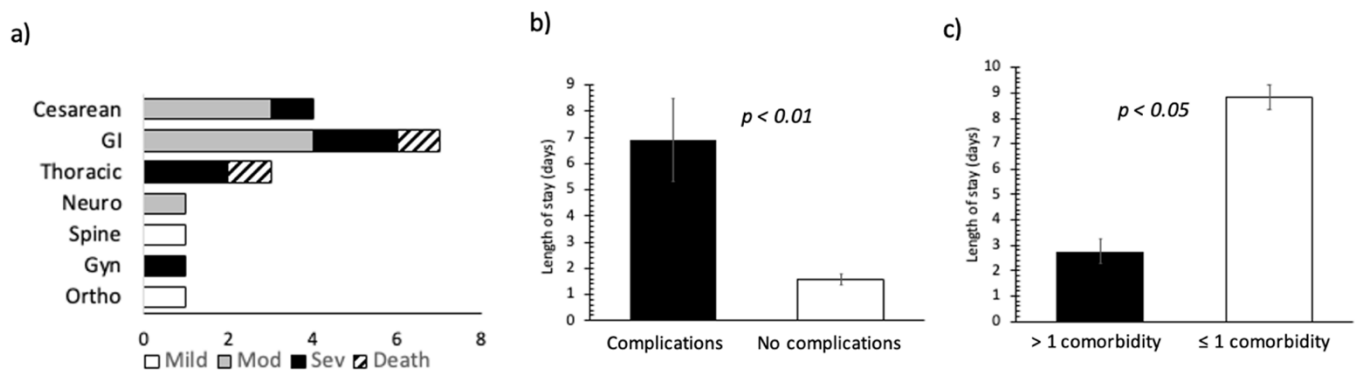 a)
Cesarean
GI
Thoracic
Neuro
Spine
Gyn
Ortho
0 2 4 6 8
Mild Mod Sev Death
b)
Length of stay (days)
9
8
7
6
5
4
3
2
1
0
p < 0.01
Complications No complications
c)
Length of stay (days)
10
9
8
7
6
5
4
3
2
1
0
p < 0.05
> 1 comorbidity ≤ 1 comorbidity